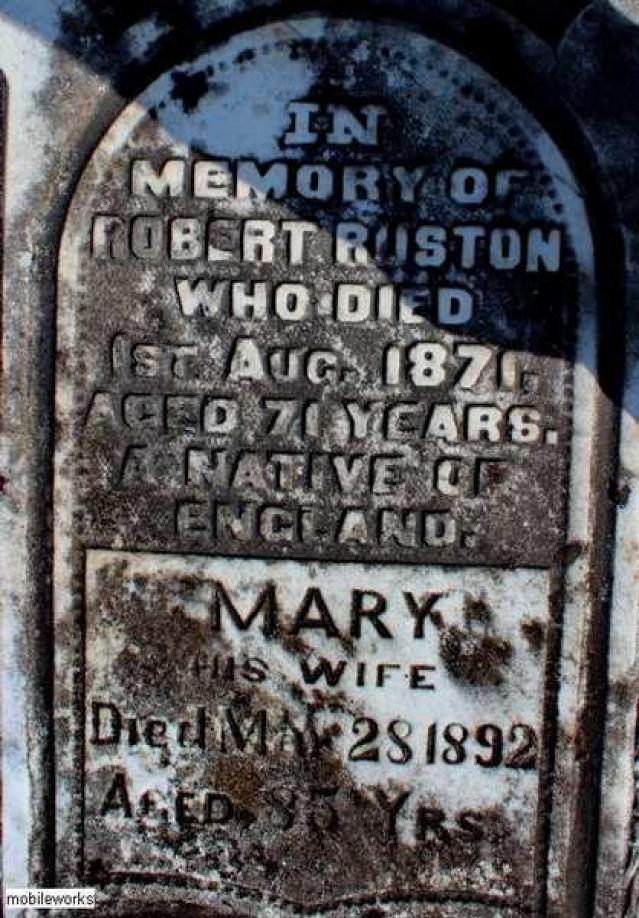 IN
MEMORY OF
ROBERT RUSTON
WHO DIED
1ST AUG. 1871,
AGED 71 YEARS.
A NATIVE OF
ENGLAND.
MARY
HIS WIFE
Died MAY 28 1892
AGED 85 YRS
mobileworks